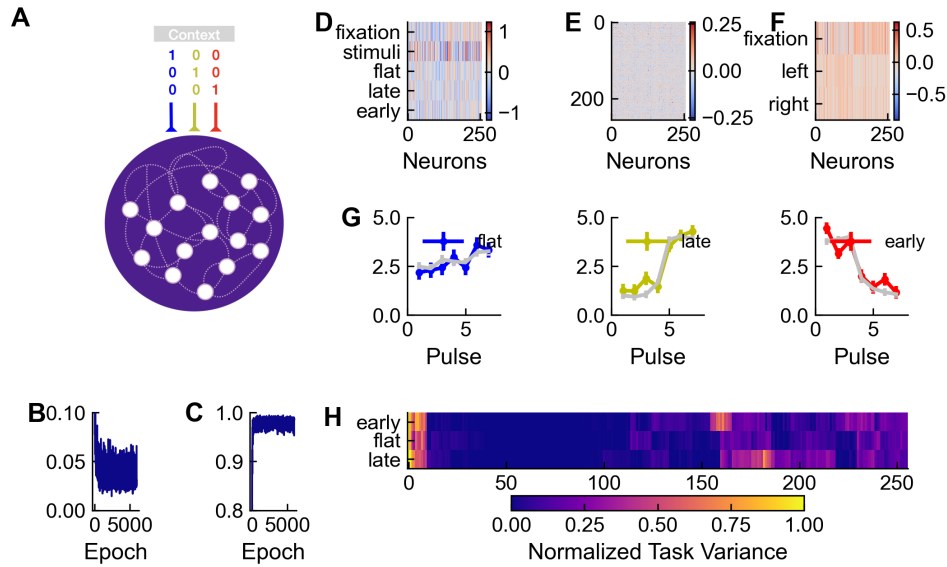 A
Context
1 0 0
0 1 0
0 0 1
D
fixation
stimuli
flat
late
early
1
0
−1
0 250
Neurons
E
0
200
0.25
0.00
−0.25
0 250
Neurons
F
fixation
left
right
0.5
0.0
−0.5
0 250
Neurons
G
5.0
2.5
0.0
flat
0 5
Pulse
5.0
2.5
0.0
late
0 5
Pulse
5.0
2.5
0.0
early
0 5
Pulse
B
0.10
0.05
0.00
0 5000
Epoch
C
1.0
0.9
0.8
0 5000
Epoch
H
early
flat
late
0 50 100 150 200 250
0.00 0.25 0.50 0.75 1.00
Normalized Task Variance